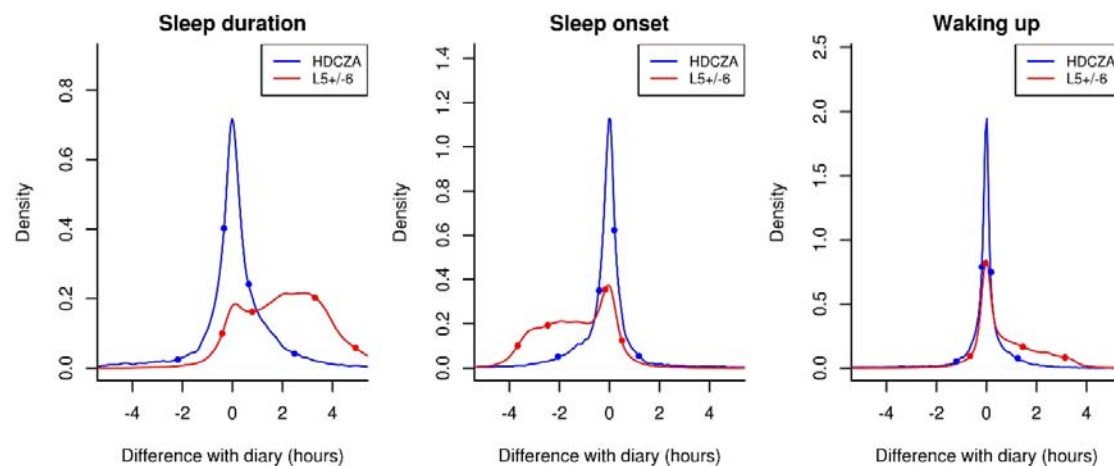 Sleep duration
HDCZA
L5+/-6
Density
0.0 0.2 0.4 0.6 0.8
-4 -2 0 2 4
Difference with diary (hours)
Sleep onset
HDCZA
L5+/-6
Density
0.0 0.2 0.4 0.6 0.8 1.0 1.2 1.4
-4 -2 0 2 4
Difference with diary (hours)
Waking up
HDCZA
L5+/-6
Density
0.0 0.5 1.0 1.5 2.0 2.5
-4 -2 0 2 4
Difference with diary (hours)